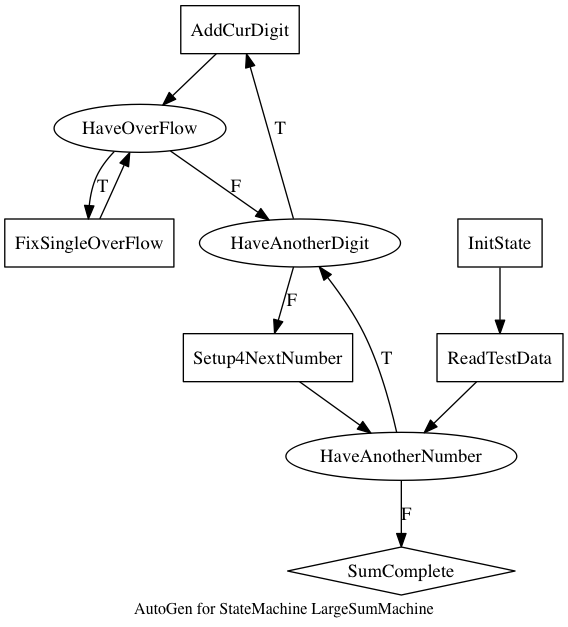 AddCurDigit
HaveOverFlow
T
T
F
FixSingleOverFlow
HaveAnotherDigit
InitState
F
Setup4NextNumber
T
ReadTestData
HaveAnotherNumber
F
SumComplete
AutoGen for StateMachine LargeSumMachine